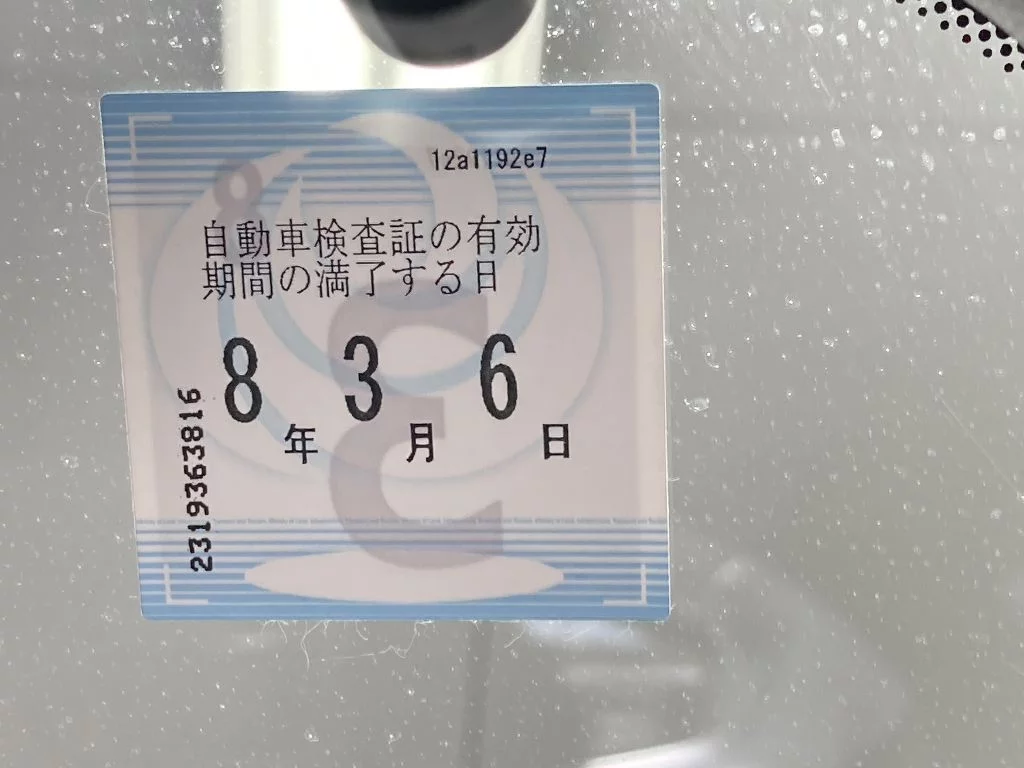 12a1192e7
自動車検査証の有効
期間の満了する日
8年 3月 6日
2319363816